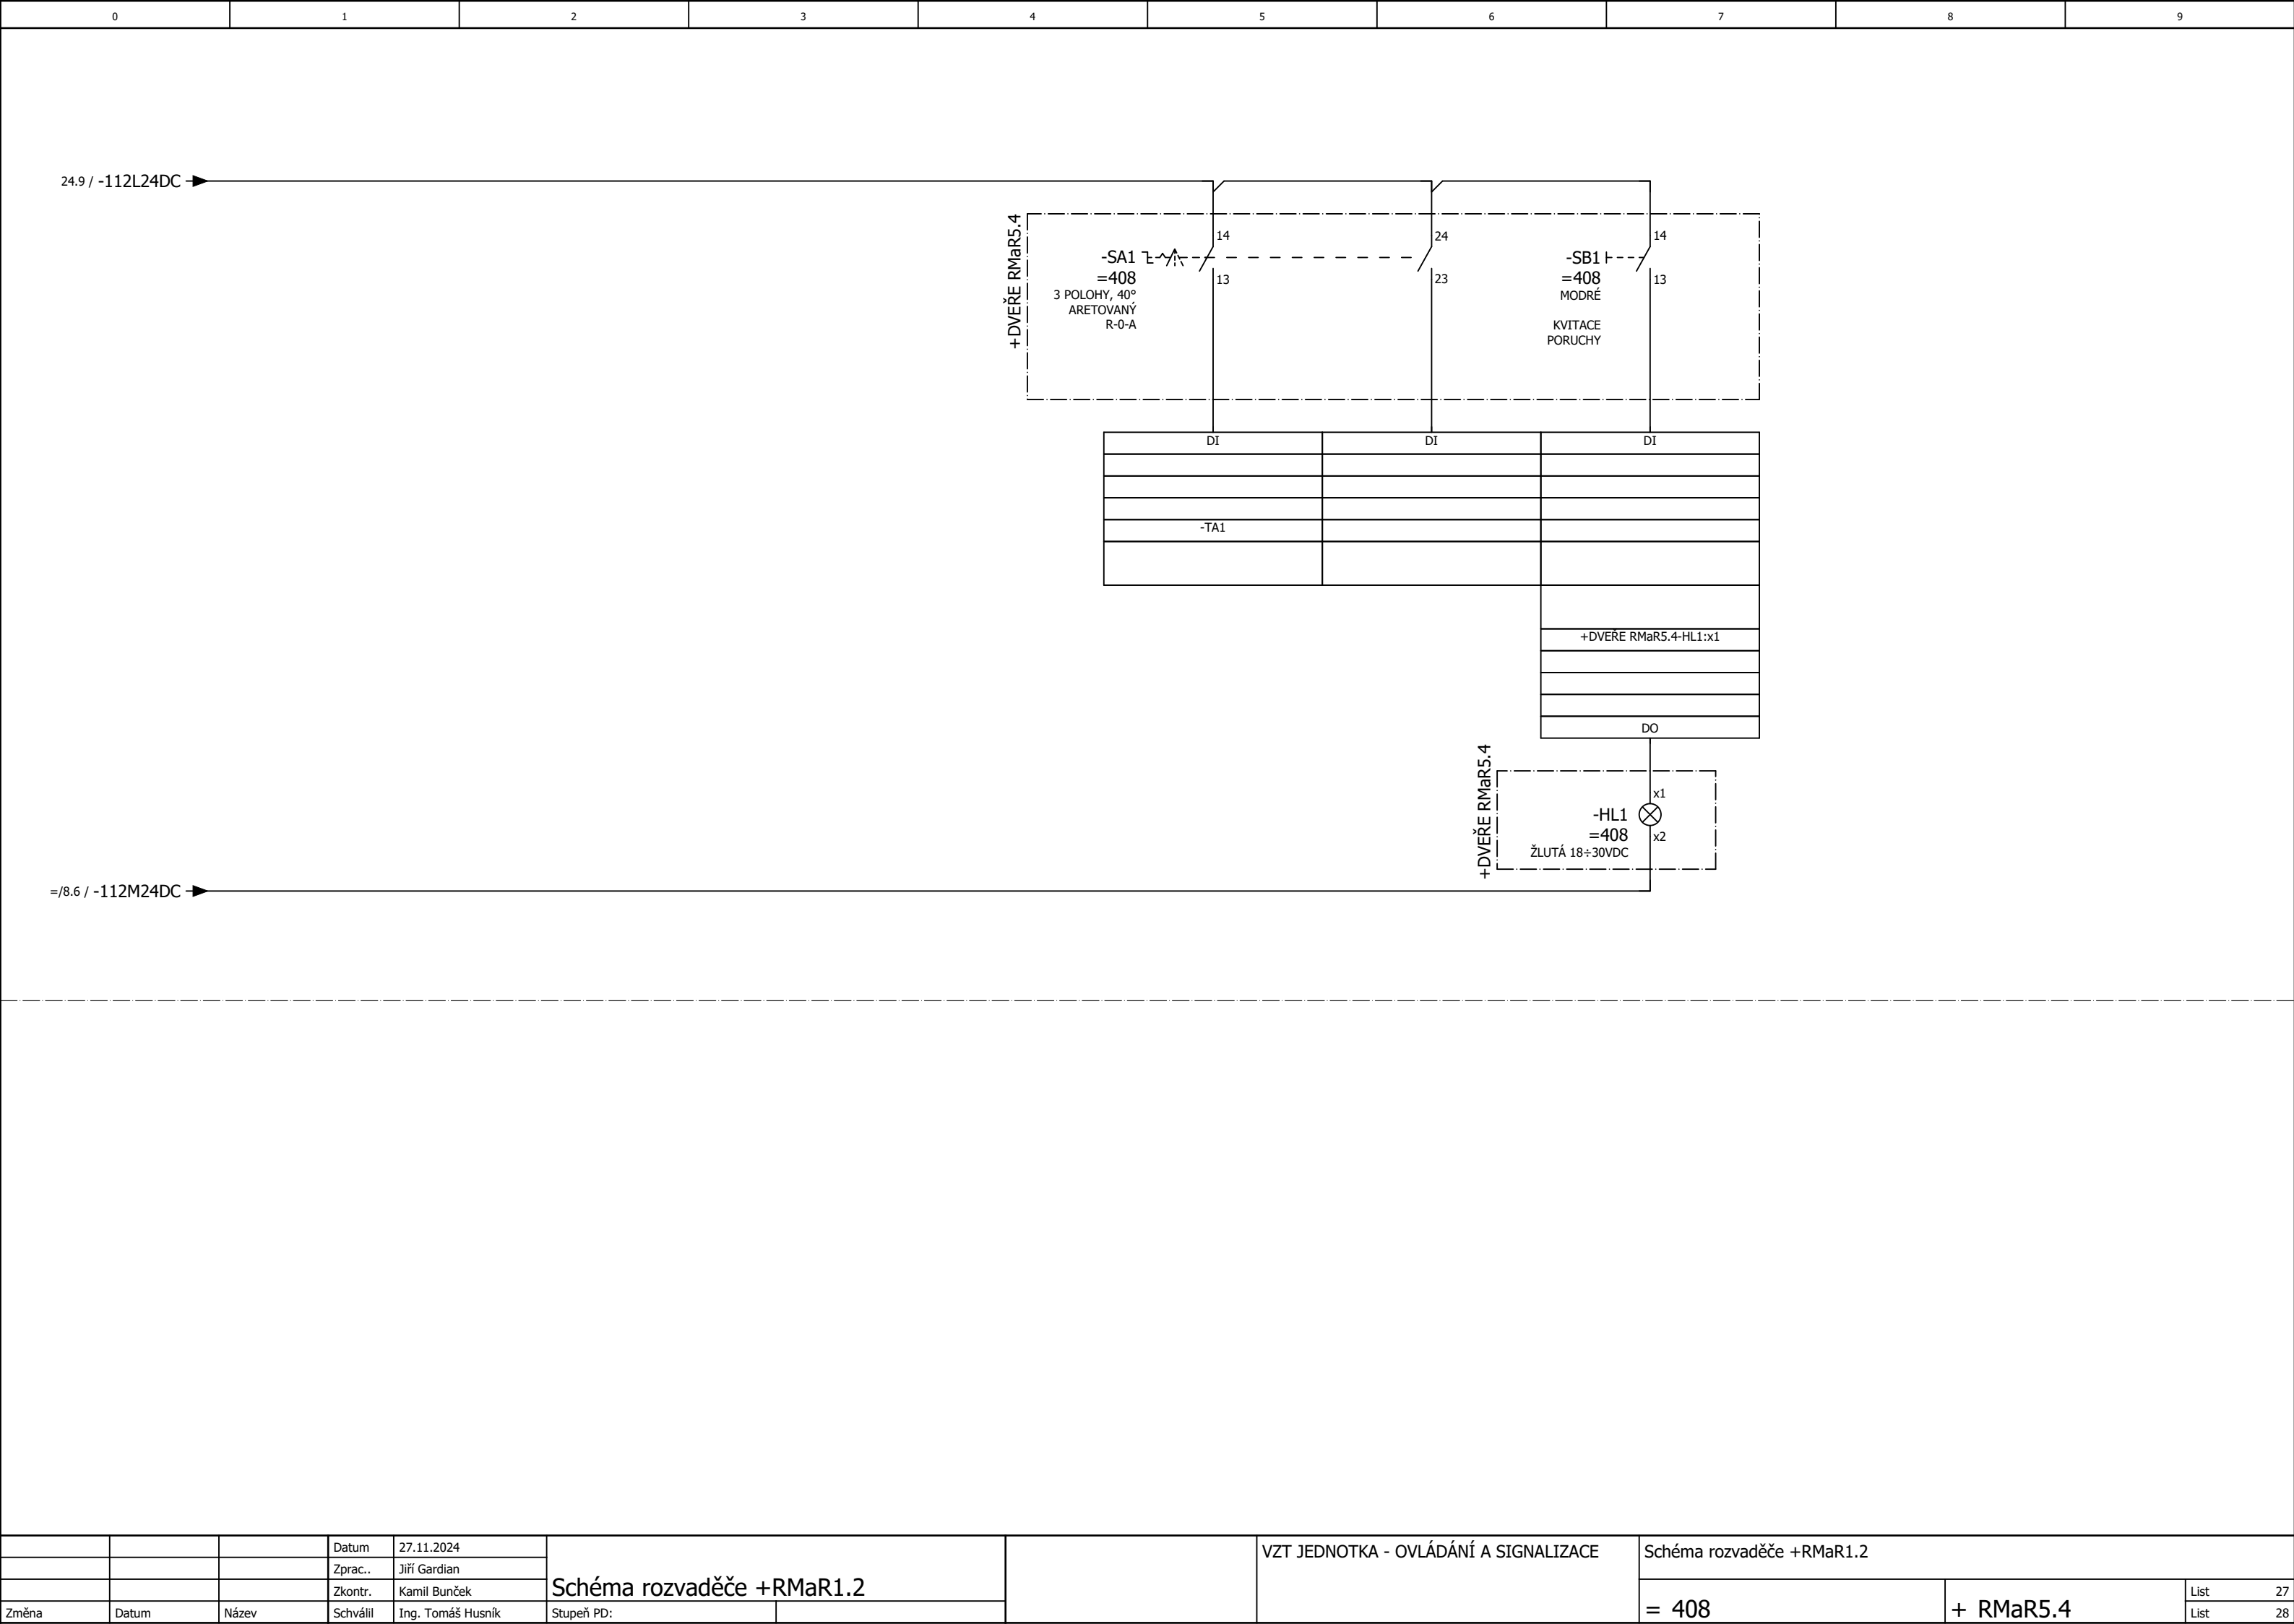 0 1 2 3 4 5 6 7 8 9
24.9 / -112L24DC
+DVEŘE RMaR5.4
14 24 14
-SA1 -SB1
=408 =408
13 23 13
3 POLOHY, 40° MODRÉ
ARETOVANÝ
R-0-A KVITACE
PORUCHY
DI DI DI
-TA1
+DVEŘE RMaR5.4-HL1:x1
DO
+DVEŘE RMaR5.4
x1
-HL1
=408 x2
ŽLUTÁ 18÷30VDC
=/8.6 / -112M24DC
Datum 27.11.2024
Zprac.. Jiří Gardian
Zkontr. Kamil Bunček
Změna Datum Název Schválil Ing. Tomáš Husník
Schéma rozvaděče +RMaR1.2
Stupeň PD:
VZT JEDNOTKA - OVLÁDÁNÍ A SIGNALIZACE
Schéma rozvaděče +RMaR1.2
= 408 + RMaR5.4
List 27
List 28